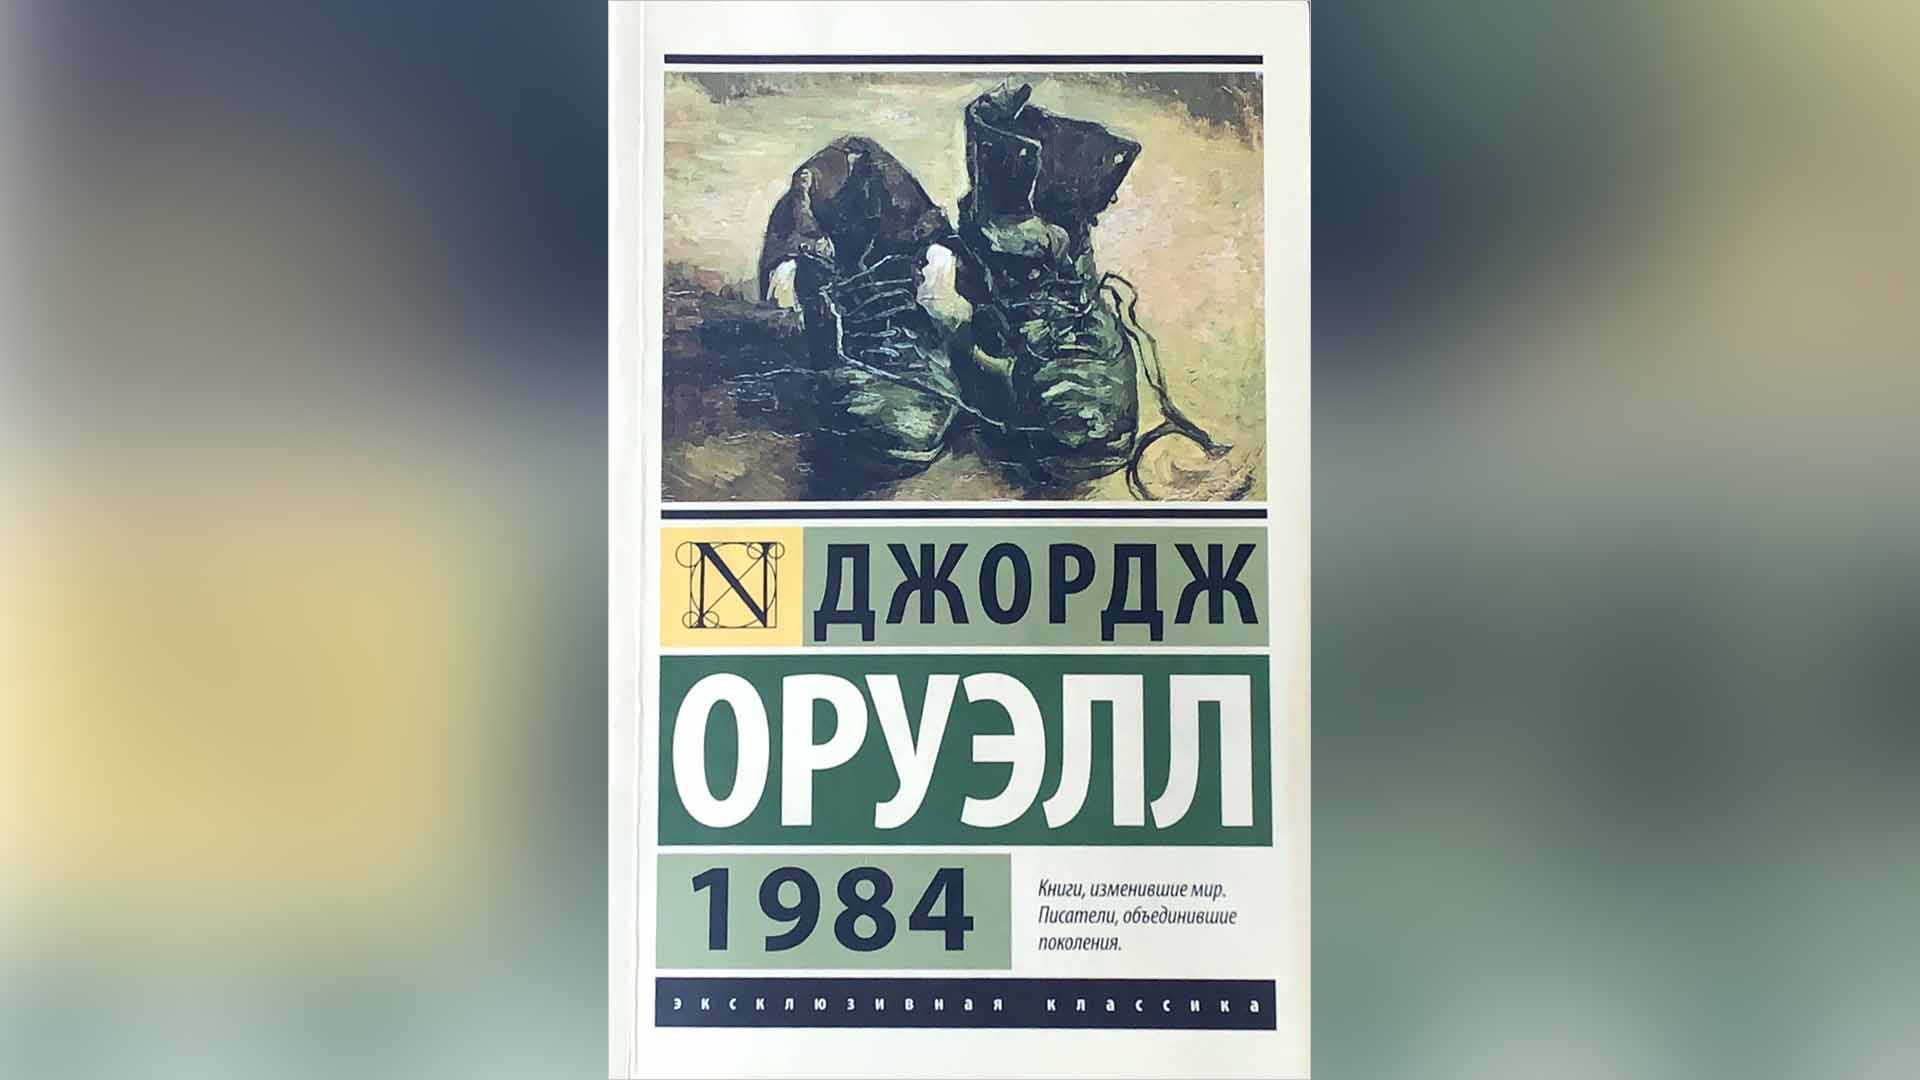 N ДЖОРДЖ
ОРУЭЛЛ
1984
Книги, изменившие мир.
Писатели, объединившие
поколения.
эксклюзивная классика